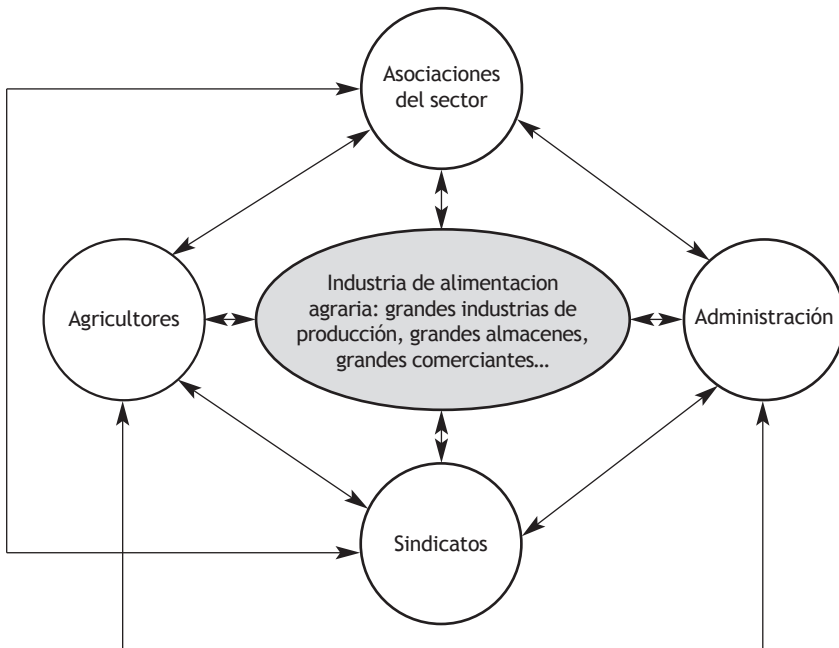 Asociaciones
del sector
Agricultores
Industria de alimentacion
agraria: grandes industrias de
producción, grandes almacenes,
grandes comerciantes...
Administración
Sindicatos